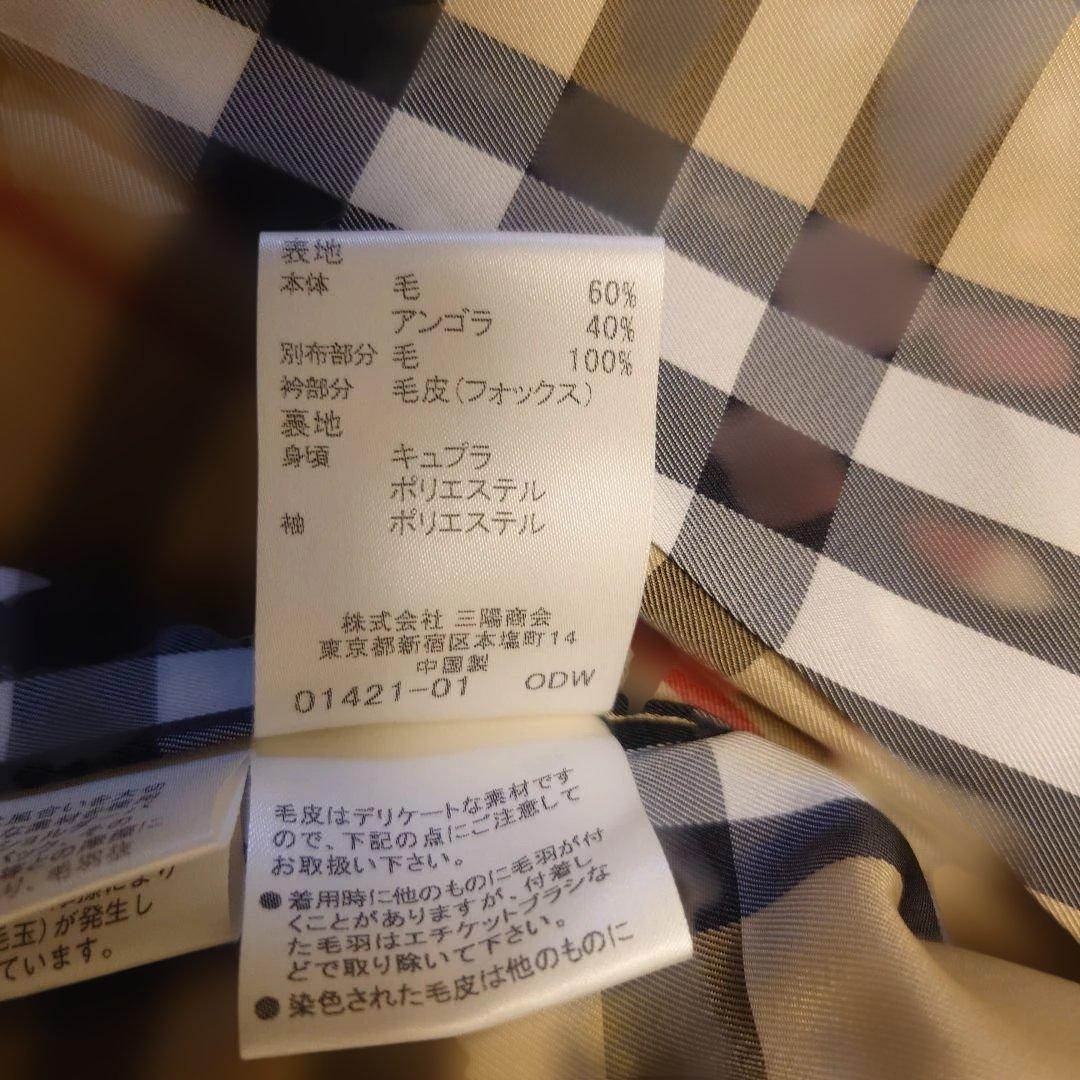 表地
本体 毛 60%
アンゴラ 40%
別布部分 毛 100%
衿部分 毛皮(フォックス)
裏地
身頃 キュプラ
ポリエステル
袖 ポリエステル
株式会社 三陽商会
東京都新宿区本塩町14
中国製
01421-01 ODW
毛皮はデリケートな素材です
ので、下記の点にご注意して
お取扱い下さい。
●着用時に他のものに毛羽が付
くことがありますが、付着し
た毛羽はエチケットブラシな
どで取り除いて下さい。
●染色された毛皮は他のものに
り、毛羽状
毛玉)が発生し
ています。